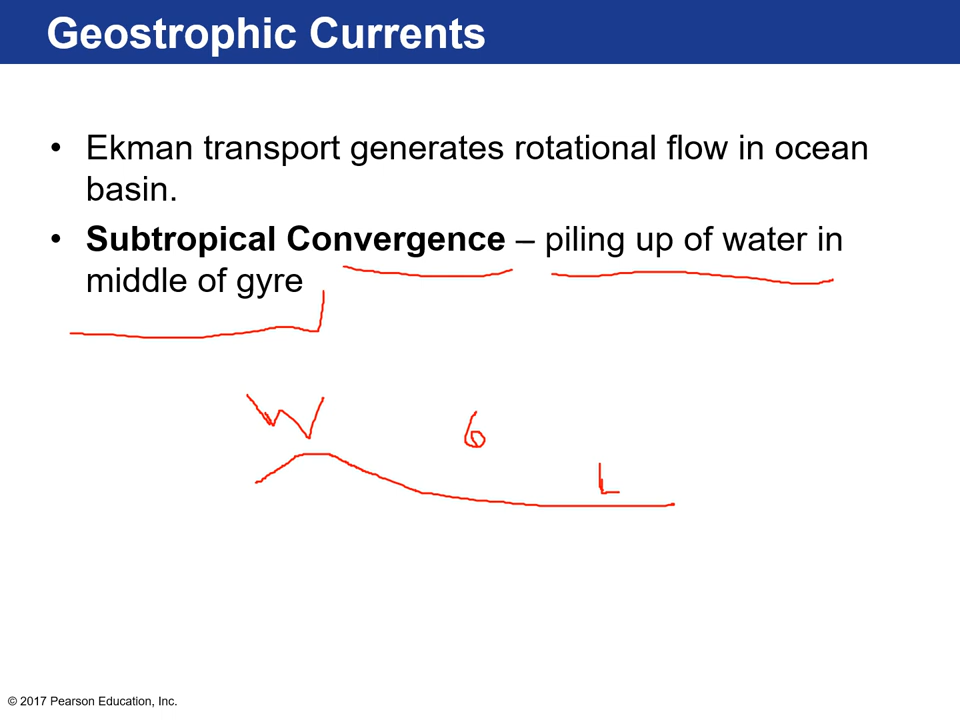 Geostrophic Currents
• Ekman transport generates rotational flow in ocean
basin.
• Subtropical Convergence – piling up of water in
middle of gyre
W
6
L
© 2017 Pearson Education, Inc.